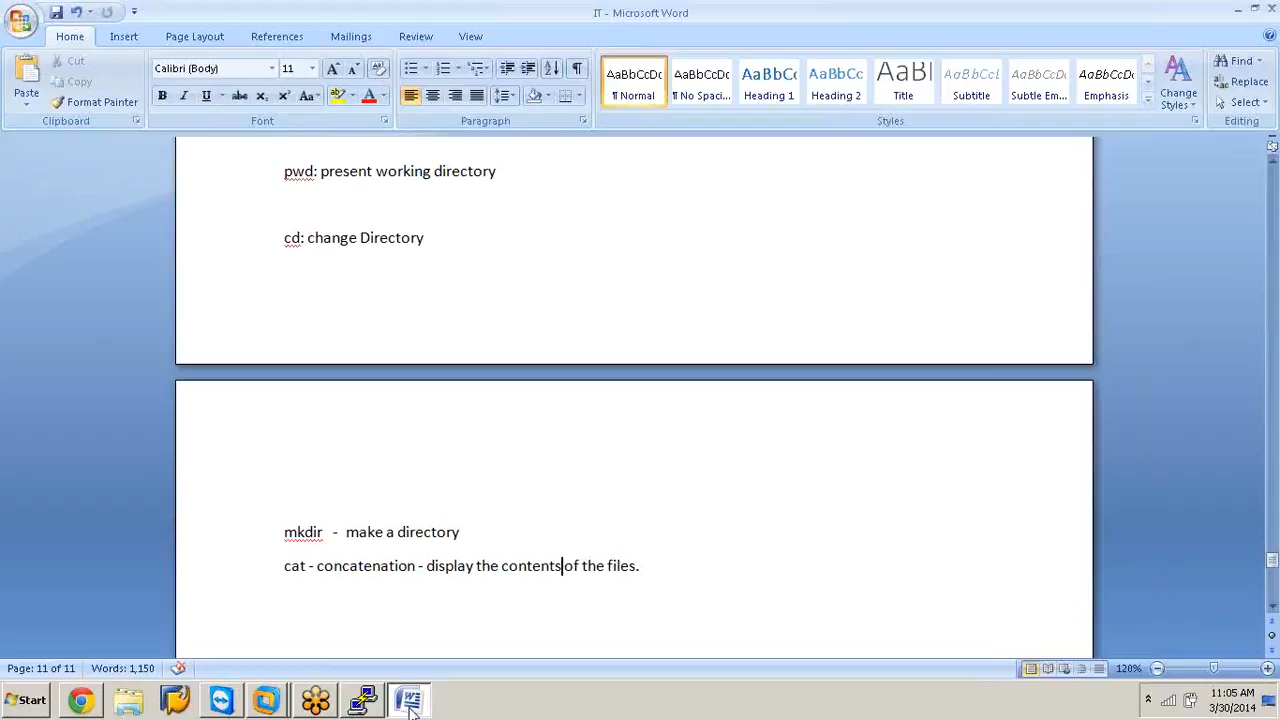 IT - Microsoft Word
Home Insert Page Layout References Mailings Review View
Paste
Cut
Copy
Format Painter
Clipboard
Calibri (Body) 11
Font
Paragraph
AaBbCcDc AaBbCcDc AaBbCc AaBbCc AaBl AaBbCcL AaBbCcDc AaBbCcDc
¶ Normal ¶ No Spaci... Heading 1 Heading 2 Title Subtitle Subtle Em... Emphasis
Change Styles
Styles
Find
Replace
Select
Editing
pwd: present working directory
cd: change Directory
mkdir - make a directory
cat - concatenation - display the contents of the files.
Page: 11 of 11 Words: 1,150 120%
Start
11:05 AM
3/30/2014